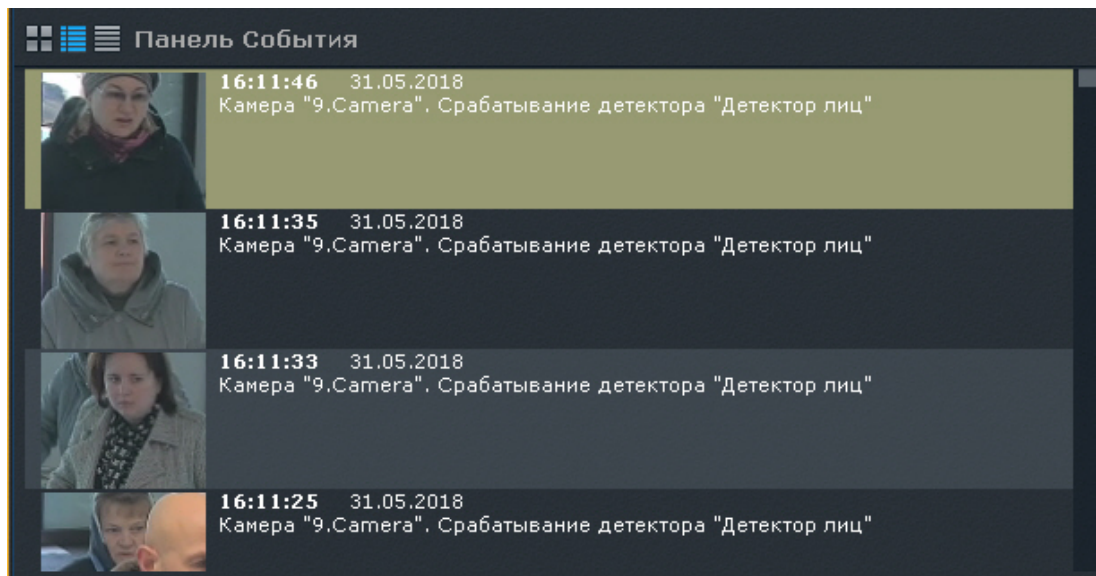 Панель События
16:11:46 31.05.2018
Камера "9.Camera". Срабатывание детектора "Детектор лиц"
16:11:35 31.05.2018
Камера "9.Camera". Срабатывание детектора "Детектор лиц"
16:11:33 31.05.2018
Камера "9.Camera". Срабатывание детектора "Детектор лиц"
16:11:25 31.05.2018
Камера "9.Camera". Срабатывание детектора "Детектор лиц"